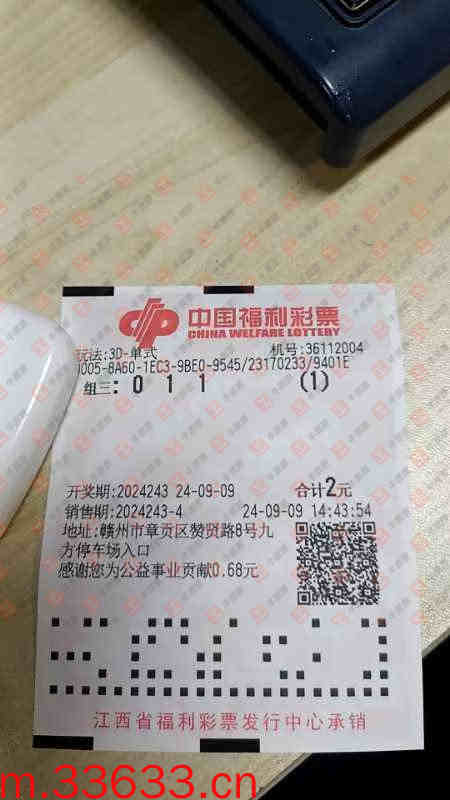 中国福利彩票
CHINA WELFARE LOTTERY
玩法:3D-单式 机号:36112004
J005-8A60-1EC3-9BE0-9545/23170233/9401E
组三: 0 1 1 (1)
开奖期:2024243 24-09-09 合计2元
销售期:2024243-4 24-09-09 14:43:54
地址:赣州市章贡区赞贤路8号九
方停车场入口
感谢您为公益事业贡献0.68元
江西省福利彩票发行中心承销
m.33633.cn